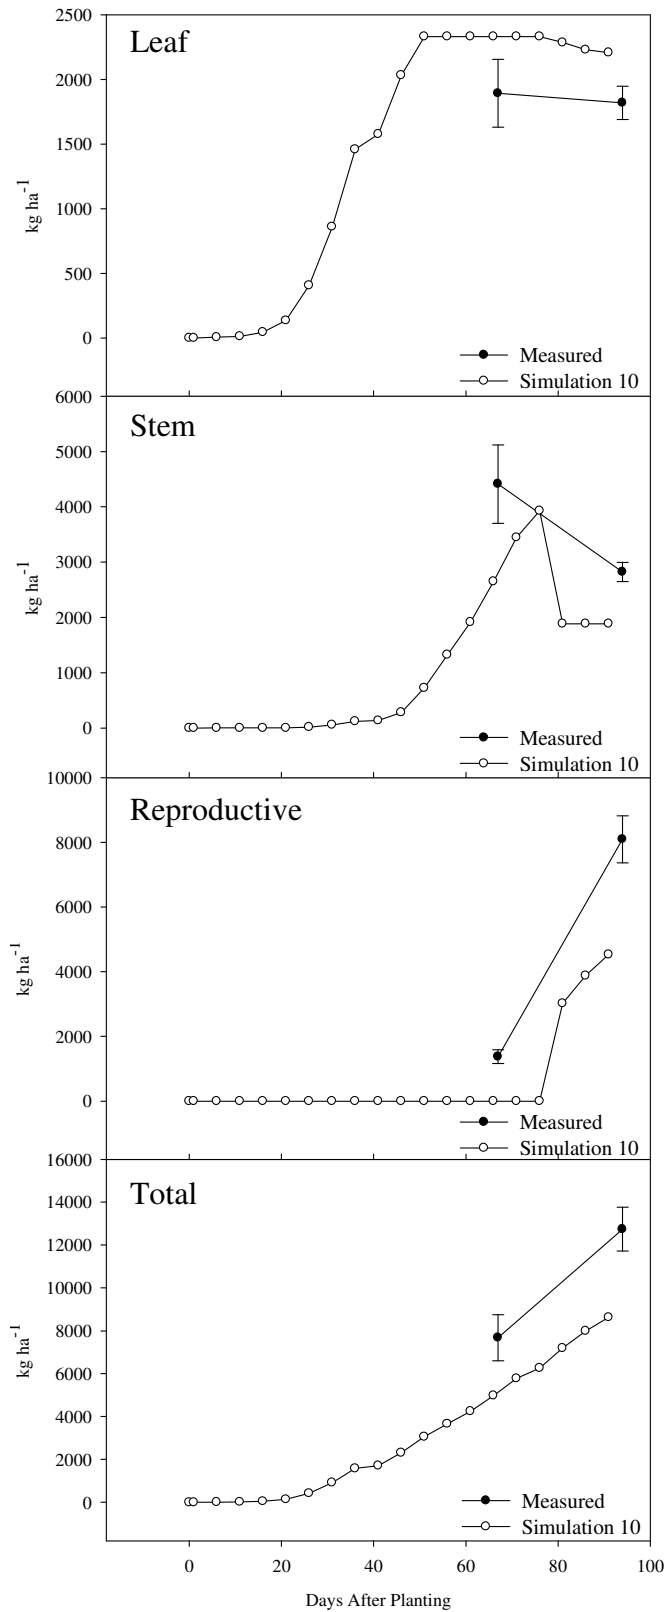 2500
Leaf
2000
1500
kg ha-1
1000
500
0
Measured
Simulation 10
6000
Stem
5000
4000
kg ha-1
3000
2000
1000
0
Measured
Simulation 10
10000
Reproductive
8000
6000
kg ha-1
4000
2000
0
Measured
Simulation 10
16000
Total
14000
12000
10000
kg ha-1
8000
6000
4000
2000
0
Measured
Simulation 10
0 20 40 60 80 100
Days After Planting